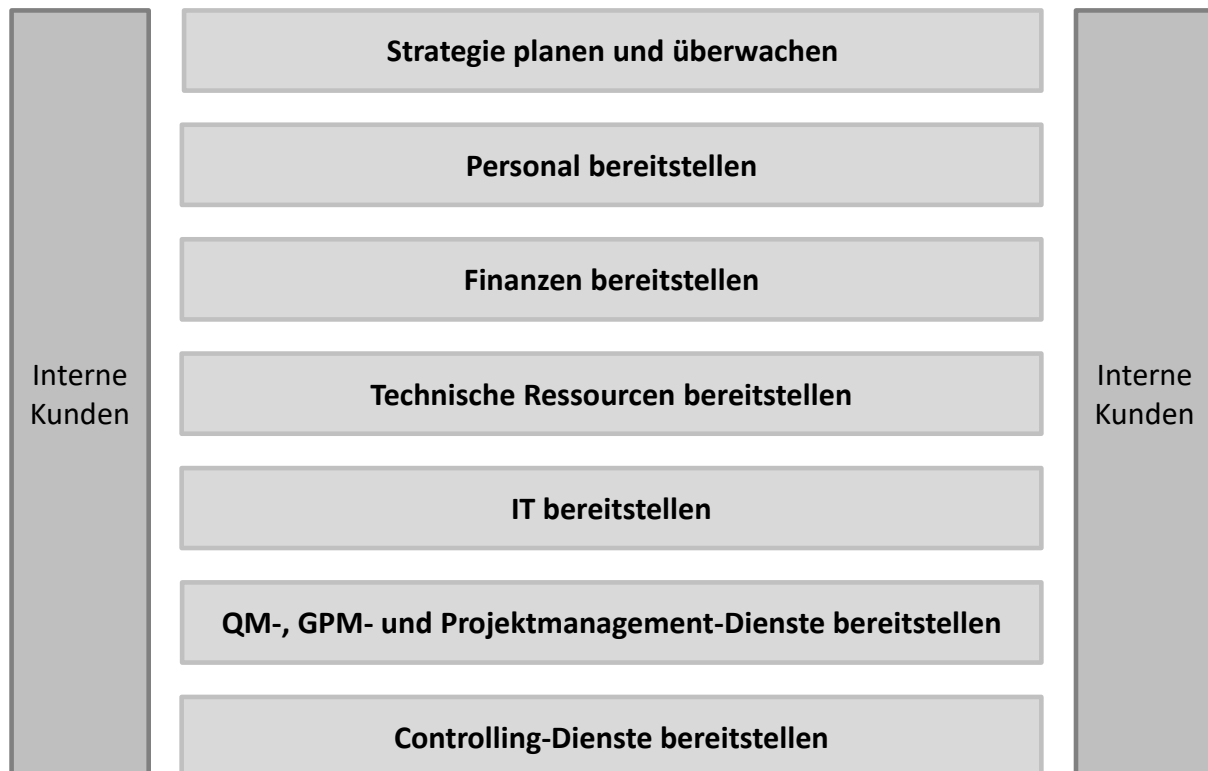 Strategie planen und überwachen
Personal bereitstellen
Finanzen bereitstellen
Interne
Kunden
Technische Ressourcen bereitstellen
Interne
Kunden
IT bereitstellen
QM-, GPM- und Projektmanagement-Dienste bereitstellen
Controlling-Dienste bereitstellen